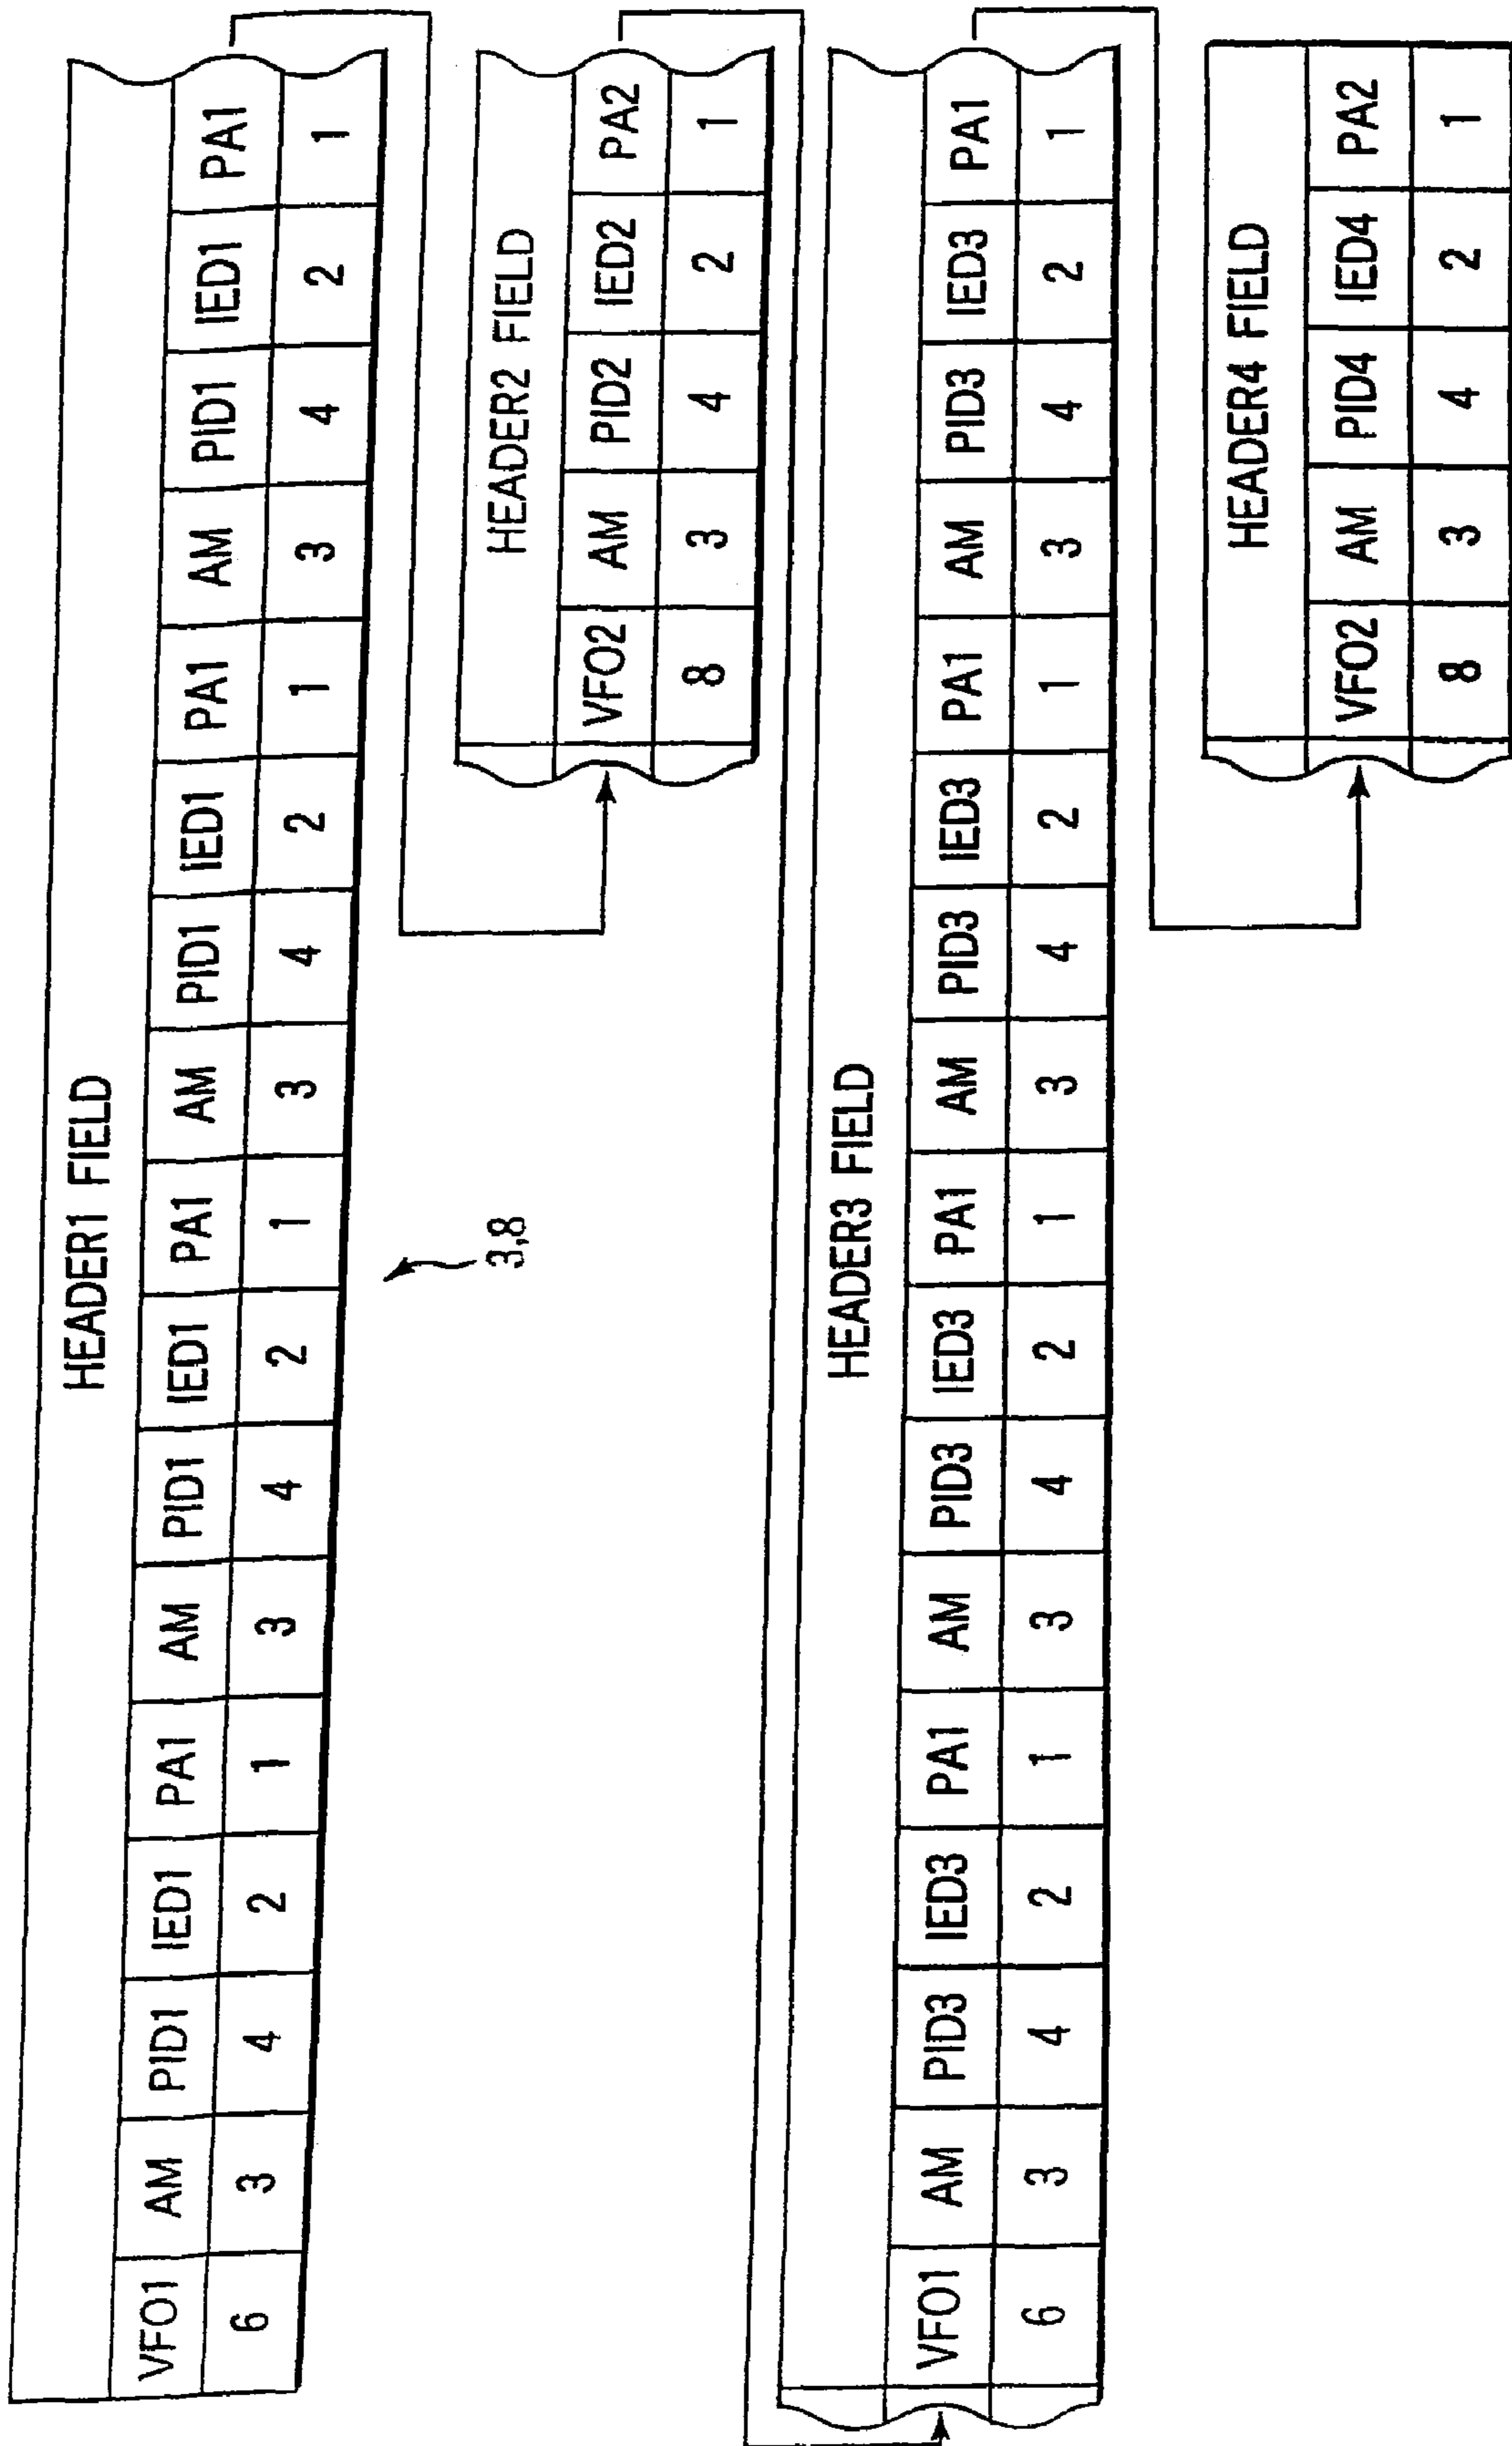 HEADER1 FIELD
VFO1 AM PID1 IED1 PA1 AM PID1 IED1 PA1 AM PID1 IED1 PA1 AM PID1 IED1 PA1
6 3 4 2 1 3 4 2 1 3 4 2 1 3 4 2 1
3,8
HEADER2 FIELD
VFO2 AM PID2 IED2 PA2
8 3 4 2 1
HEADER3 FIELD
VFO1 AM PID3 IED3 PA1 AM PID3 IED3 PA1 AM PID3 IED3 PA1 AM PID3 IED3 PA1
6 3 4 2 1 3 4 2 1 3 4 2 1 3 4 2 1
HEADER4 FIELD
VFO2 AM PID4 IED4 PA2
8 3 4 2 1